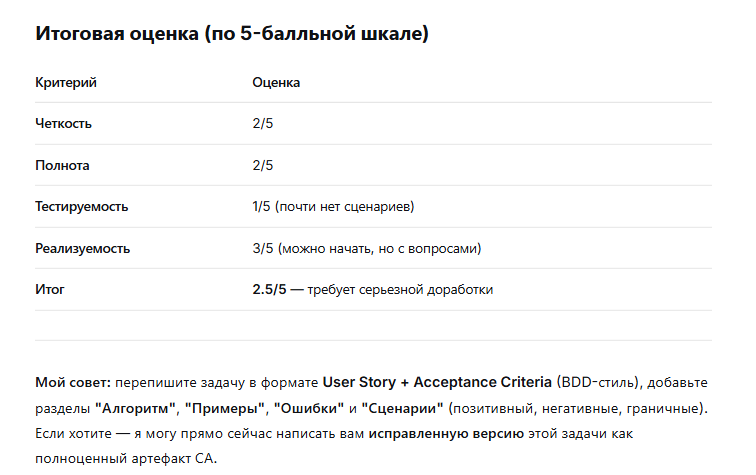 Итоговая оценка (по 5-балльной шкале)
Критерий Оценка
Четкость 2/5
Полнота 2/5
Тестируемость 1/5 (почти нет сценариев)
Реализуемость 3/5 (можно начать, но с вопросами)
Итог 2.5/5 — требует серьезной доработки
Мой совет: перепишите задачу в формате User Story + Acceptance Criteria (BDD-стиль), добавьте
разделы "Алгоритм", "Примеры", "Ошибки" и "Сценарии" (позитивный, негативные, граничные).
Если хотите — я могу прямо сейчас написать вам исправленную версию этой задачи как
полноценный артефакт СА.